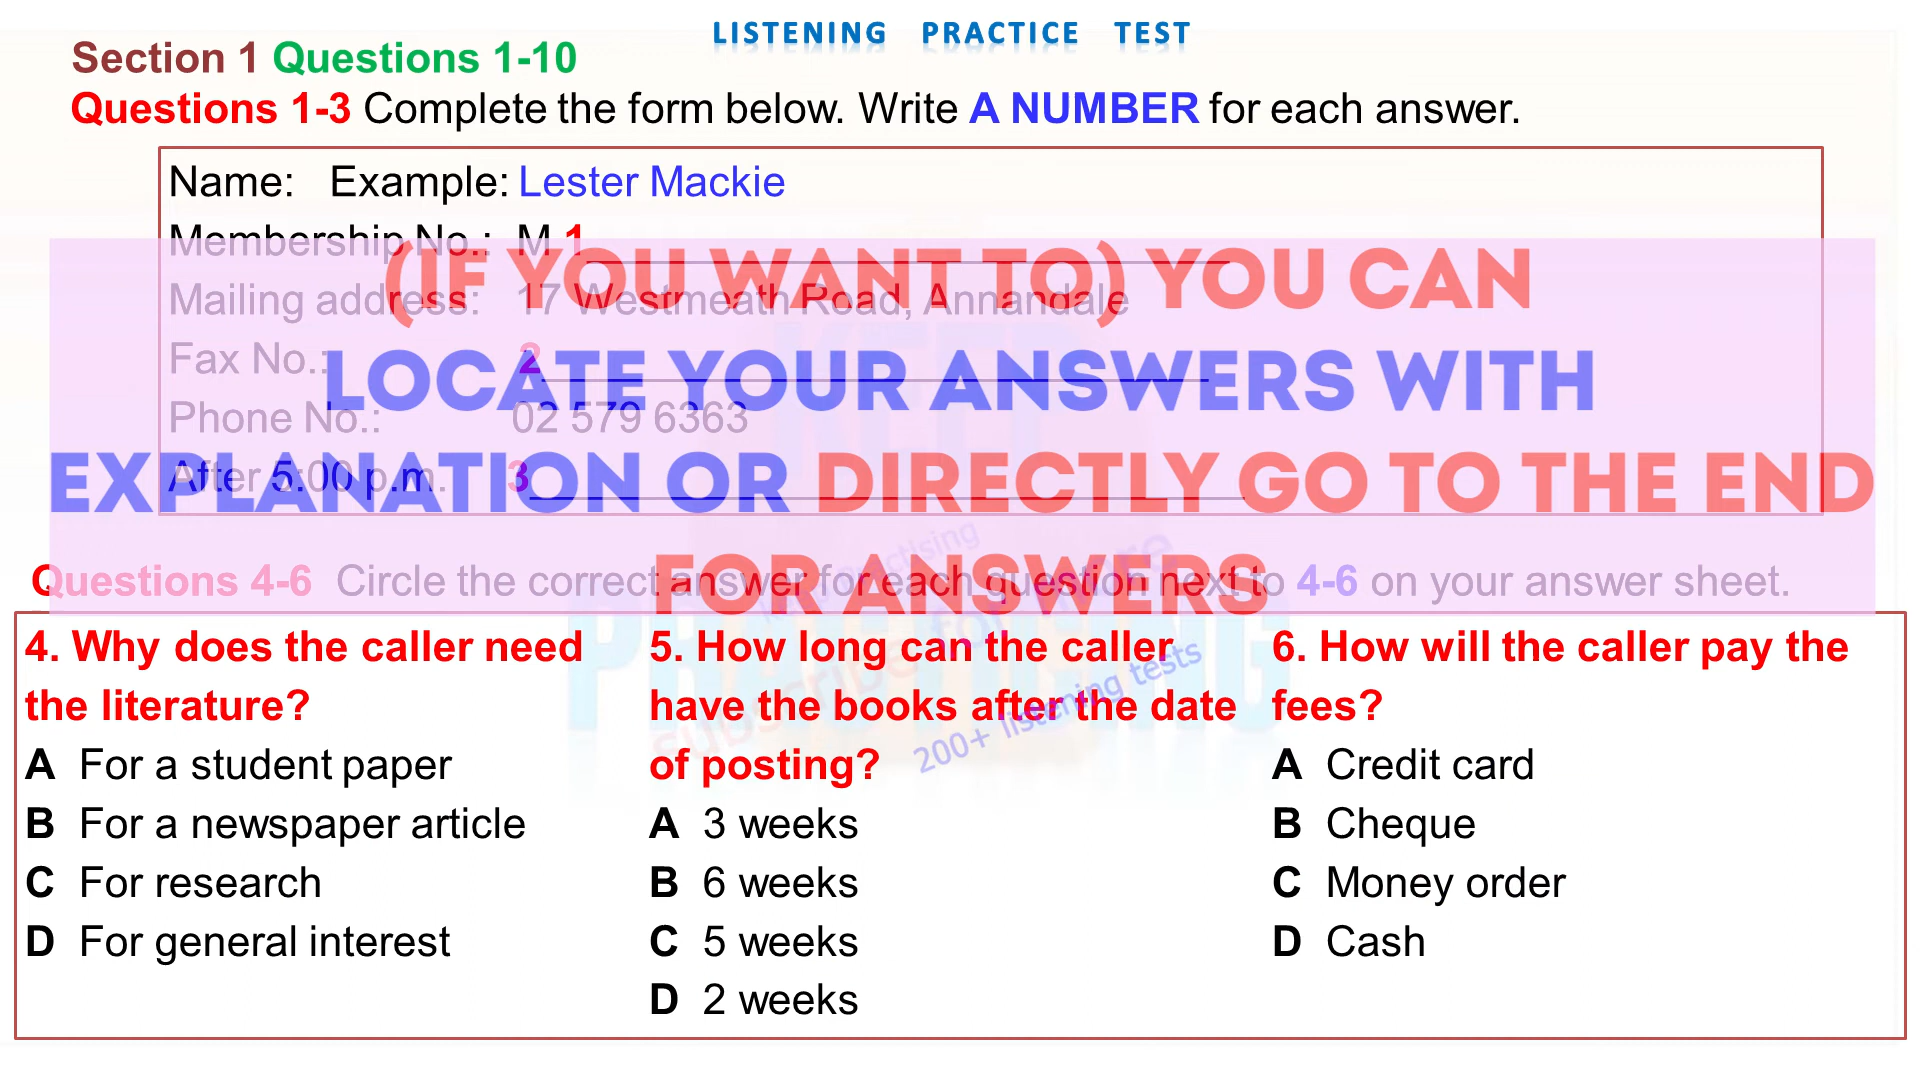 LISTENING PRACTICE TEST
Section 1 Questions 1-10
Questions 1-3 Complete the form below. Write A NUMBER for each answer.
Name: Example: Lester Mackie
Membership No.: M 1
Mailing address: 17 Westmeath Road, Annandale
Fax No.: 2
Phone No.: 02 579 6363
After 5:00 p.m. 3
(IF YOU WANT TO) YOU CAN
LOCATE YOUR ANSWERS WITH
EXPLANATION OR DIRECTLY GO TO THE END
FOR ANSWERS
Questions 4-6 Circle the correct answer for each question next to 4-6 on your answer sheet.
4. Why does the caller need
the literature?
A For a student paper
B For a newspaper article
C For research
D For general interest
5. How long can the caller
have the books after the date
of posting?
A 3 weeks
B 6 weeks
C 5 weeks
D 2 weeks
6. How will the caller pay the
fees?
A Credit card
B Cheque
C Money order
D Cash
KEEP
PRACTICING
subscribe for more
200+ listening tests